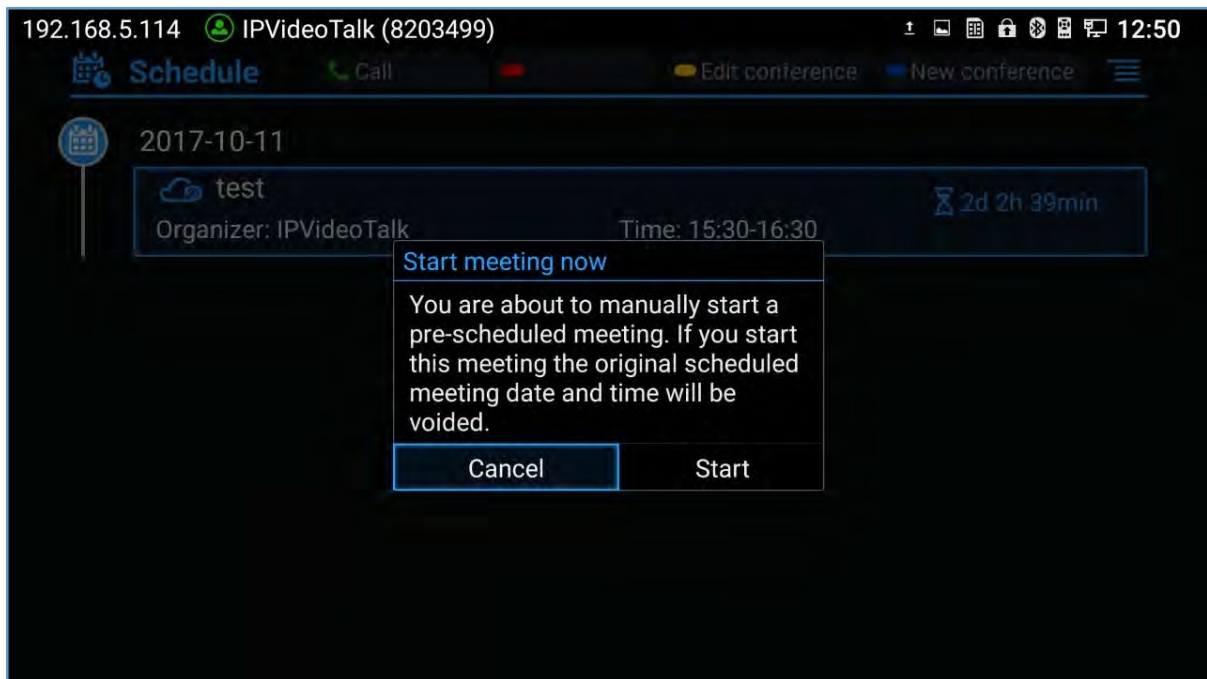 192.168.5.114 IPVideoTalk (8203499) 12:50
Schedule Call Edit conference New conference
2017-10-11
test
2d 2h 39min
Organizer: IPVideoTalk Time: 15:30-16:30
Start meeting now
You are about to manually start a
pre-scheduled meeting. If you start
this meeting the original scheduled
meeting date and time will be
voided.
Cancel Start